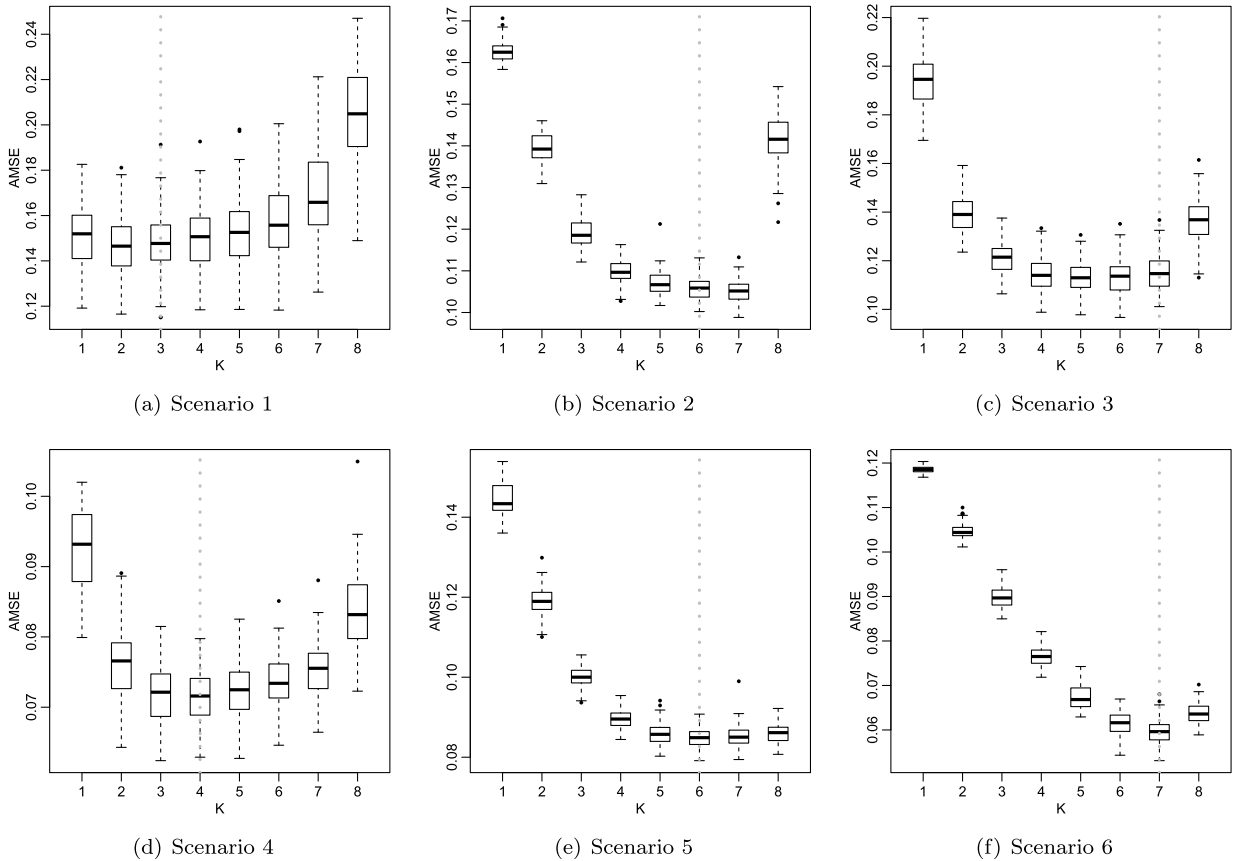 0.12 0.14 0.16 0.18 0.20 0.22 0.24
AMSE
1 2 3 4 5 6 7 8
K
(a) Scenario 1
0.10 0.11 0.12 0.13 0.14 0.15 0.16 0.17
AMSE
1 2 3 4 5 6 7 8
K
(b) Scenario 2
0.10 0.12 0.14 0.16 0.18 0.20 0.22
AMSE
1 2 3 4 5 6 7 8
K
(c) Scenario 3
0.07 0.08 0.09 0.10
AMSE
1 2 3 4 5 6 7 8
K
(d) Scenario 4
0.08 0.10 0.12 0.14
AMSE
1 2 3 4 5 6 7 8
K
(e) Scenario 5
0.06 0.07 0.08 0.09 0.10 0.11 0.12
AMSE
1 2 3 4 5 6 7 8
K
(f) Scenario 6